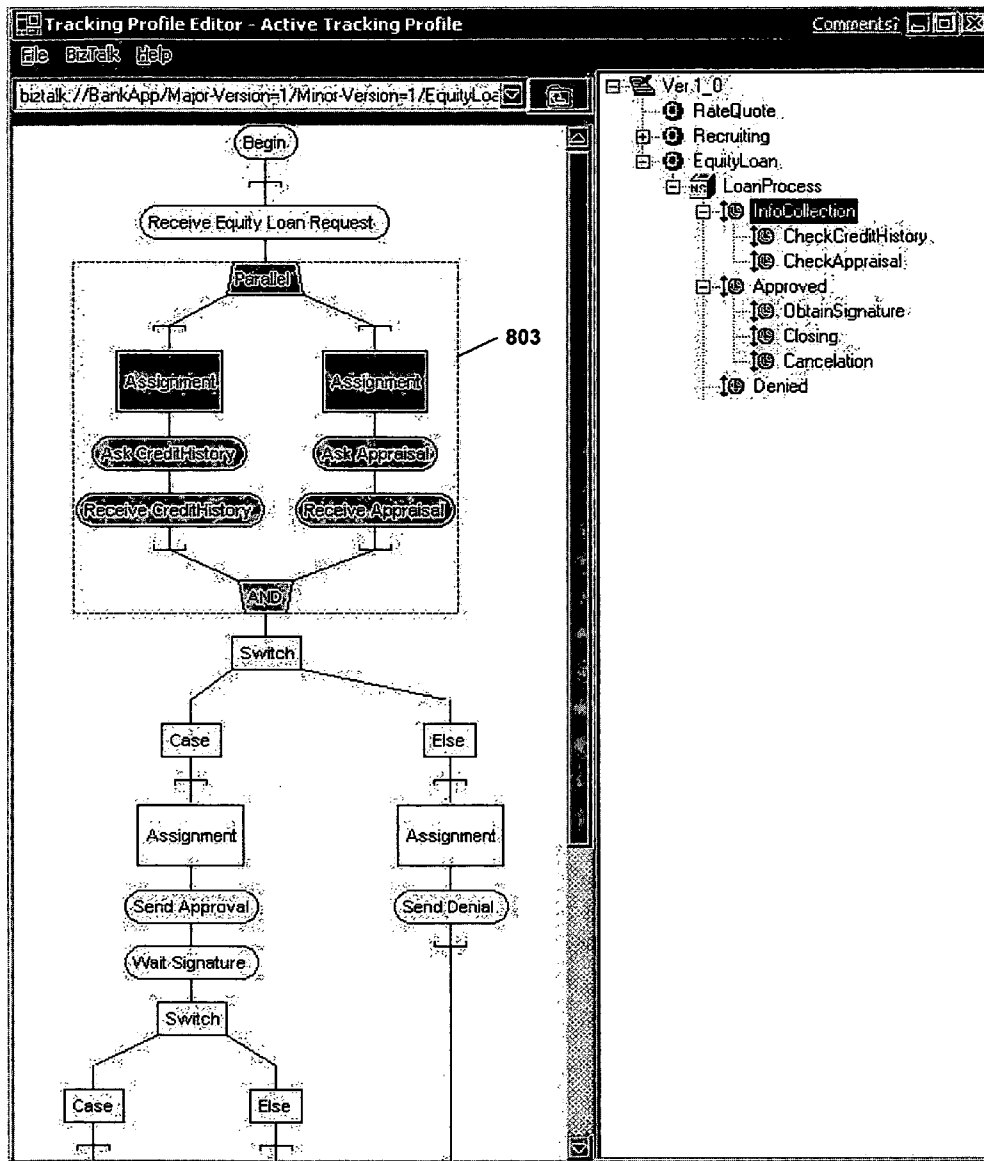 Tracking Profile Editor - Active Tracking Profile
Comments?
File BizTalk Help
biztalk://BankApp/Major-Version=1/Minor-Version=1/EquityLoa
Begin
Receive Equity Loan Request
Parallel
803
Assignment Assignment
Ask CreditHistory Ask Appraisal
Receive CreditHistory Receive Appraisal
AND
Switch
Case Else
Assignment Assignment
Send Approval Send Denial
Wait Signature
Switch
Case Else
Ver.1_0
RateQuote
Recruiting
EquityLoan
NS LoanProcess
InfoCollection
CheckCreditHistory
CheckAppraisal
Approved
ObtainSignature
Closing
Cancelation
Denied